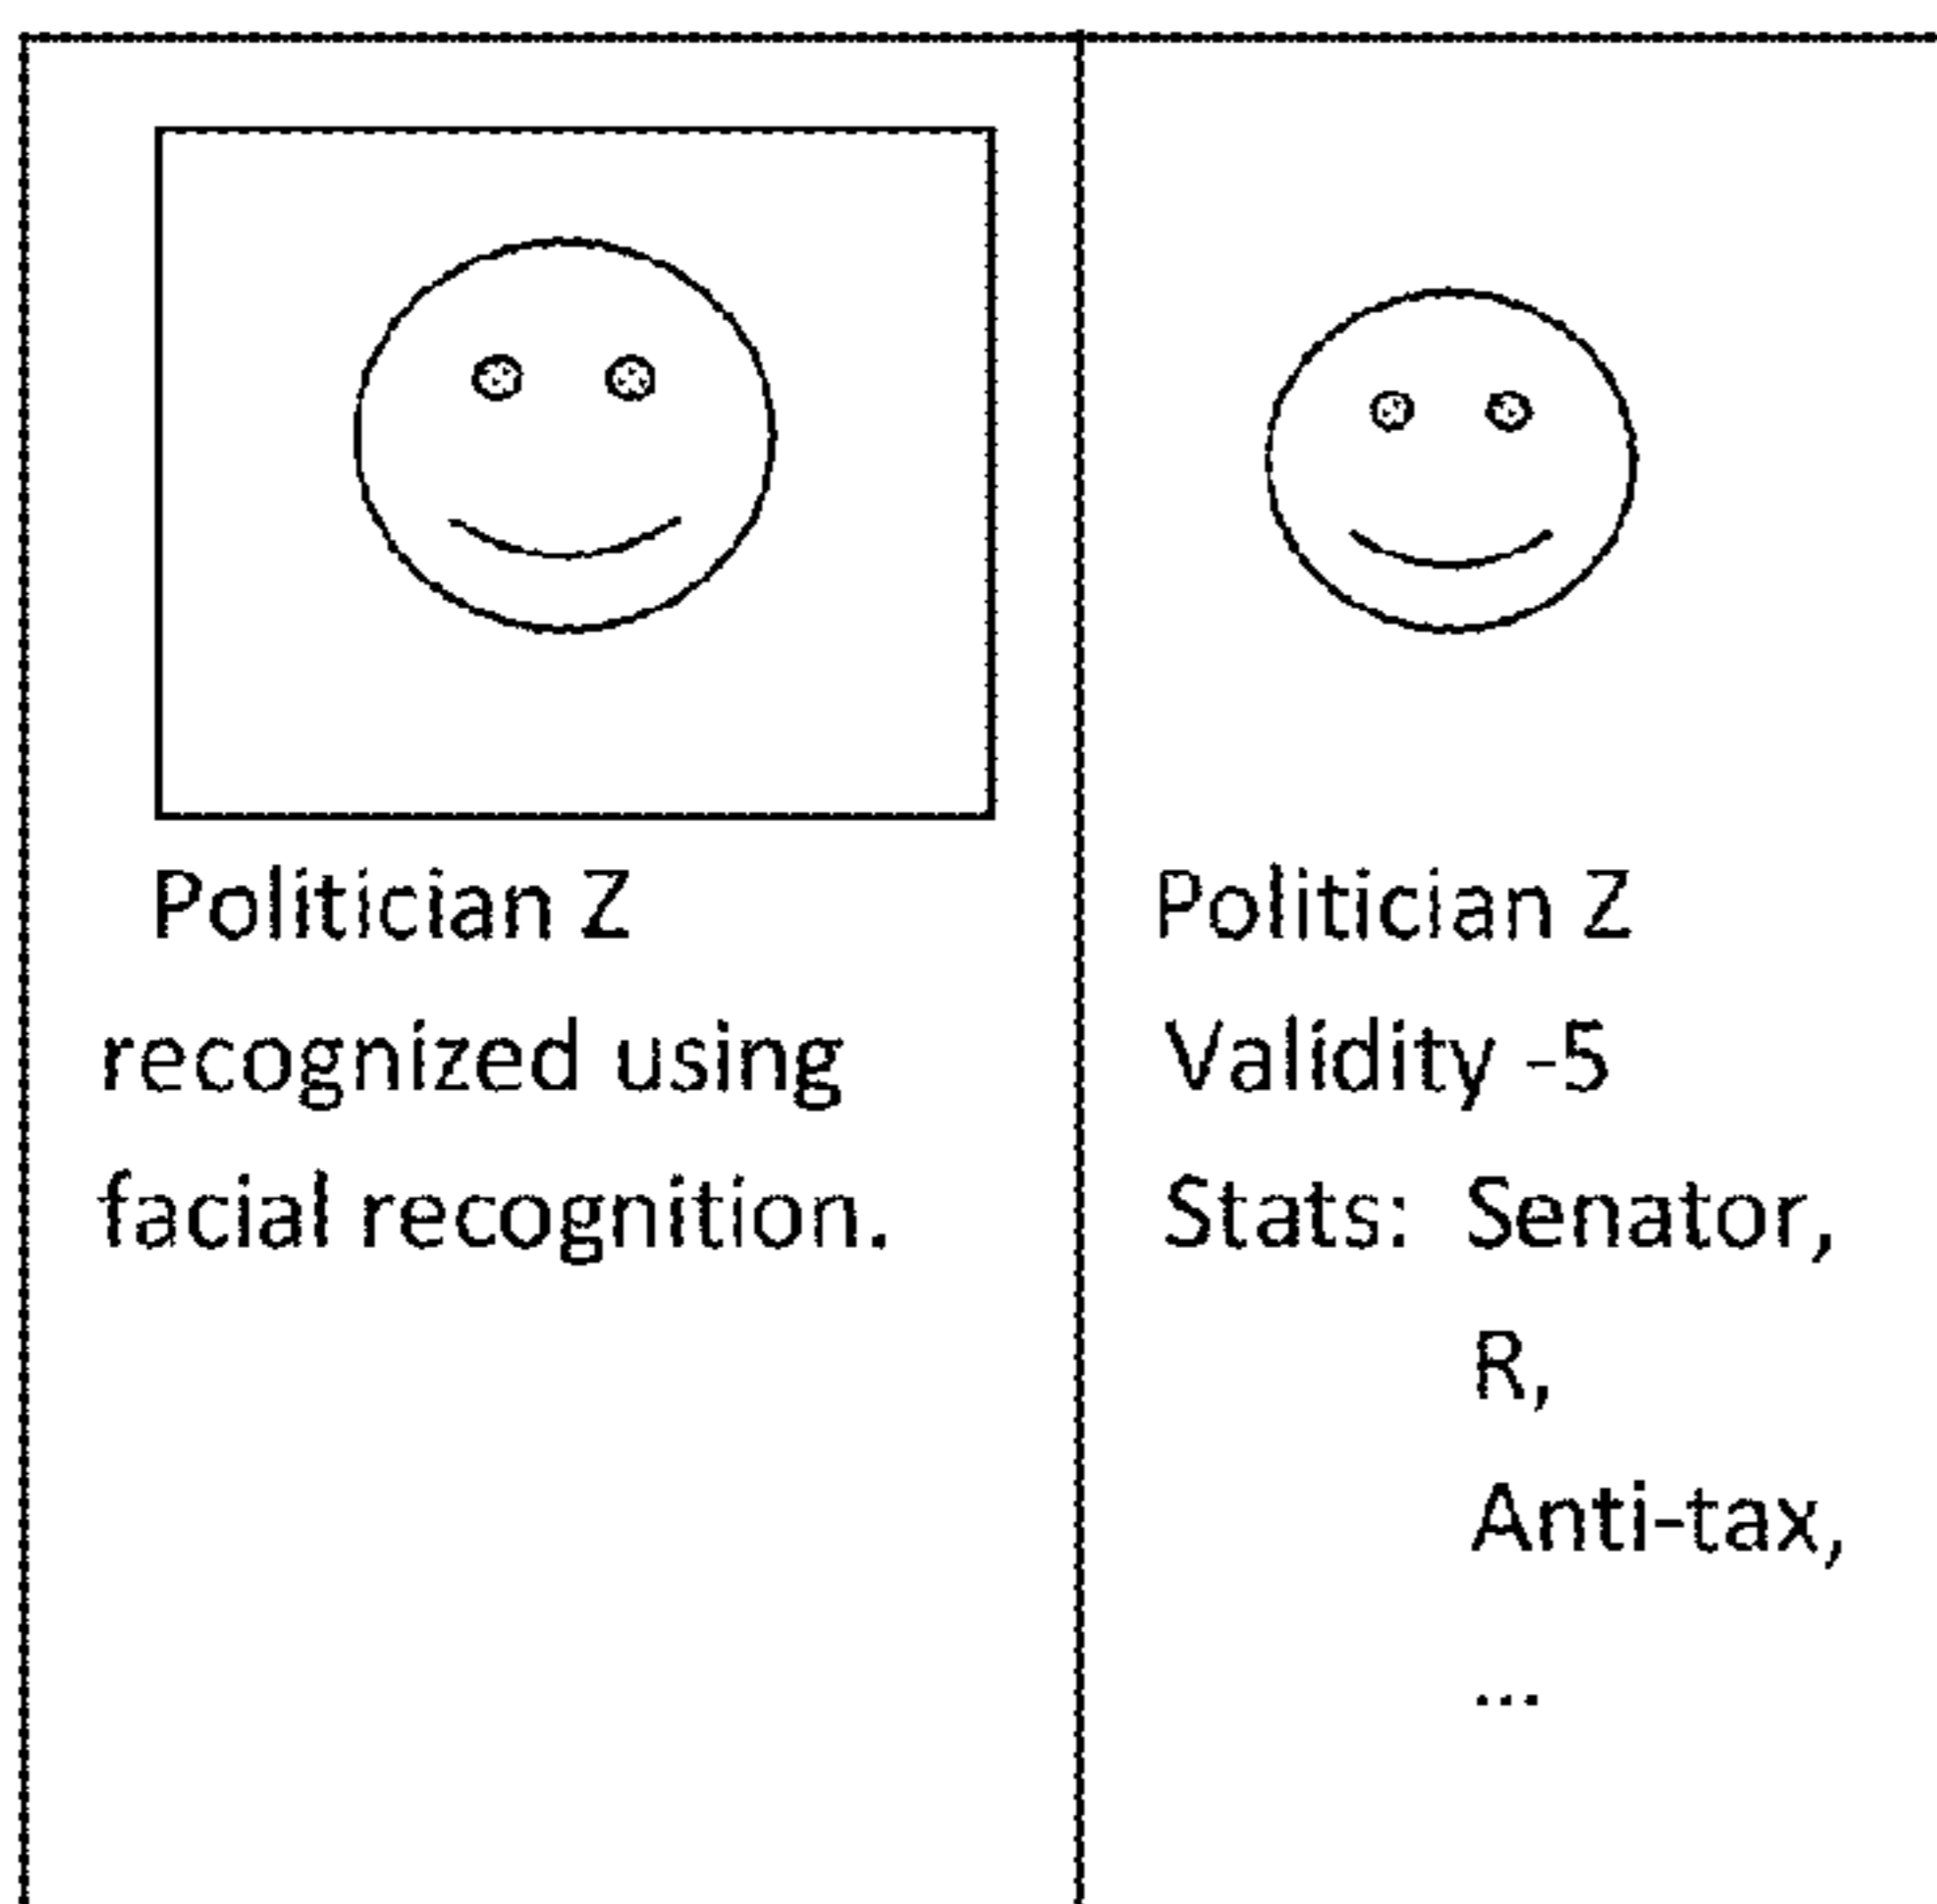 Politician Z
recognized using
facial recognition.
Politician Z
Validity -5
Stats: Senator,
R,
Anti-tax,
...